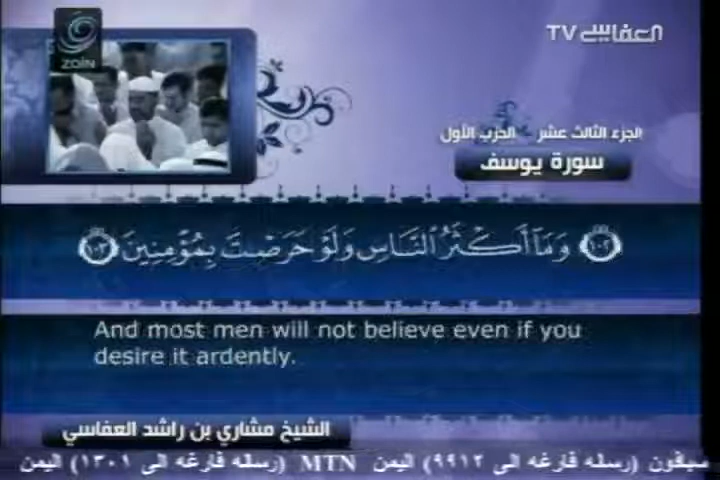 ZOIN
العفاسي TV
الجزء الثالث عشر الحزب الأول
سورة يوسف
١٠٢ وَمَا أَكْثَرُ النَّاسِ وَلَوْ حَرَصْتَ بِمُؤْمِنِينَ ١٠٣
And most men will not believe even if you
desire it ardently.
الشيخ مشاري بن راشد العفاسي
سبأفون (رسله فارغه الى ٩٩١٢) اليمن MTN (رسله فارغه الى ١٣٠١) اليمن